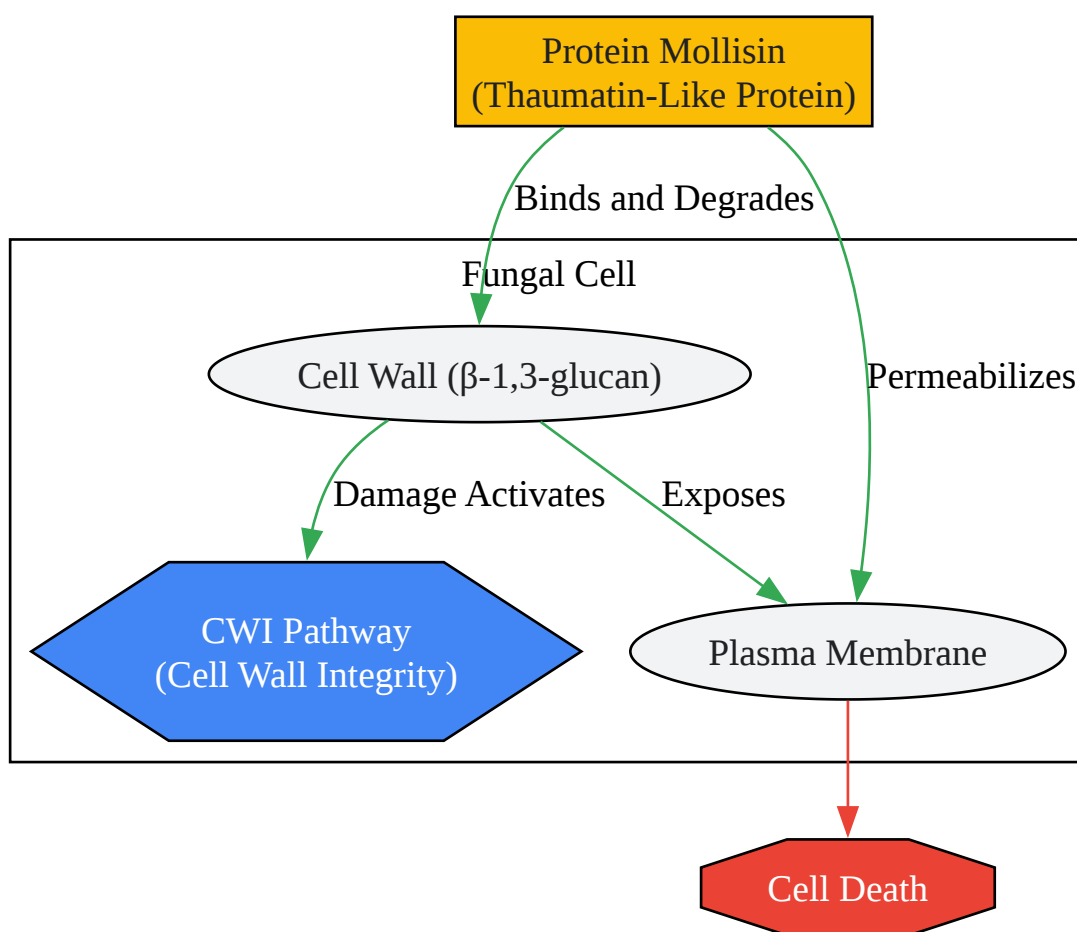 Protein Mollisin
(Thaumatin-Like Protein)
Binds and Degrades
Fungal Cell
Cell Wall (β-1,3-glucan)
Permeabilizes
Damage Activates
Exposes
CWI Pathway
(Cell Wall Integrity)
Plasma Membrane
Cell Death